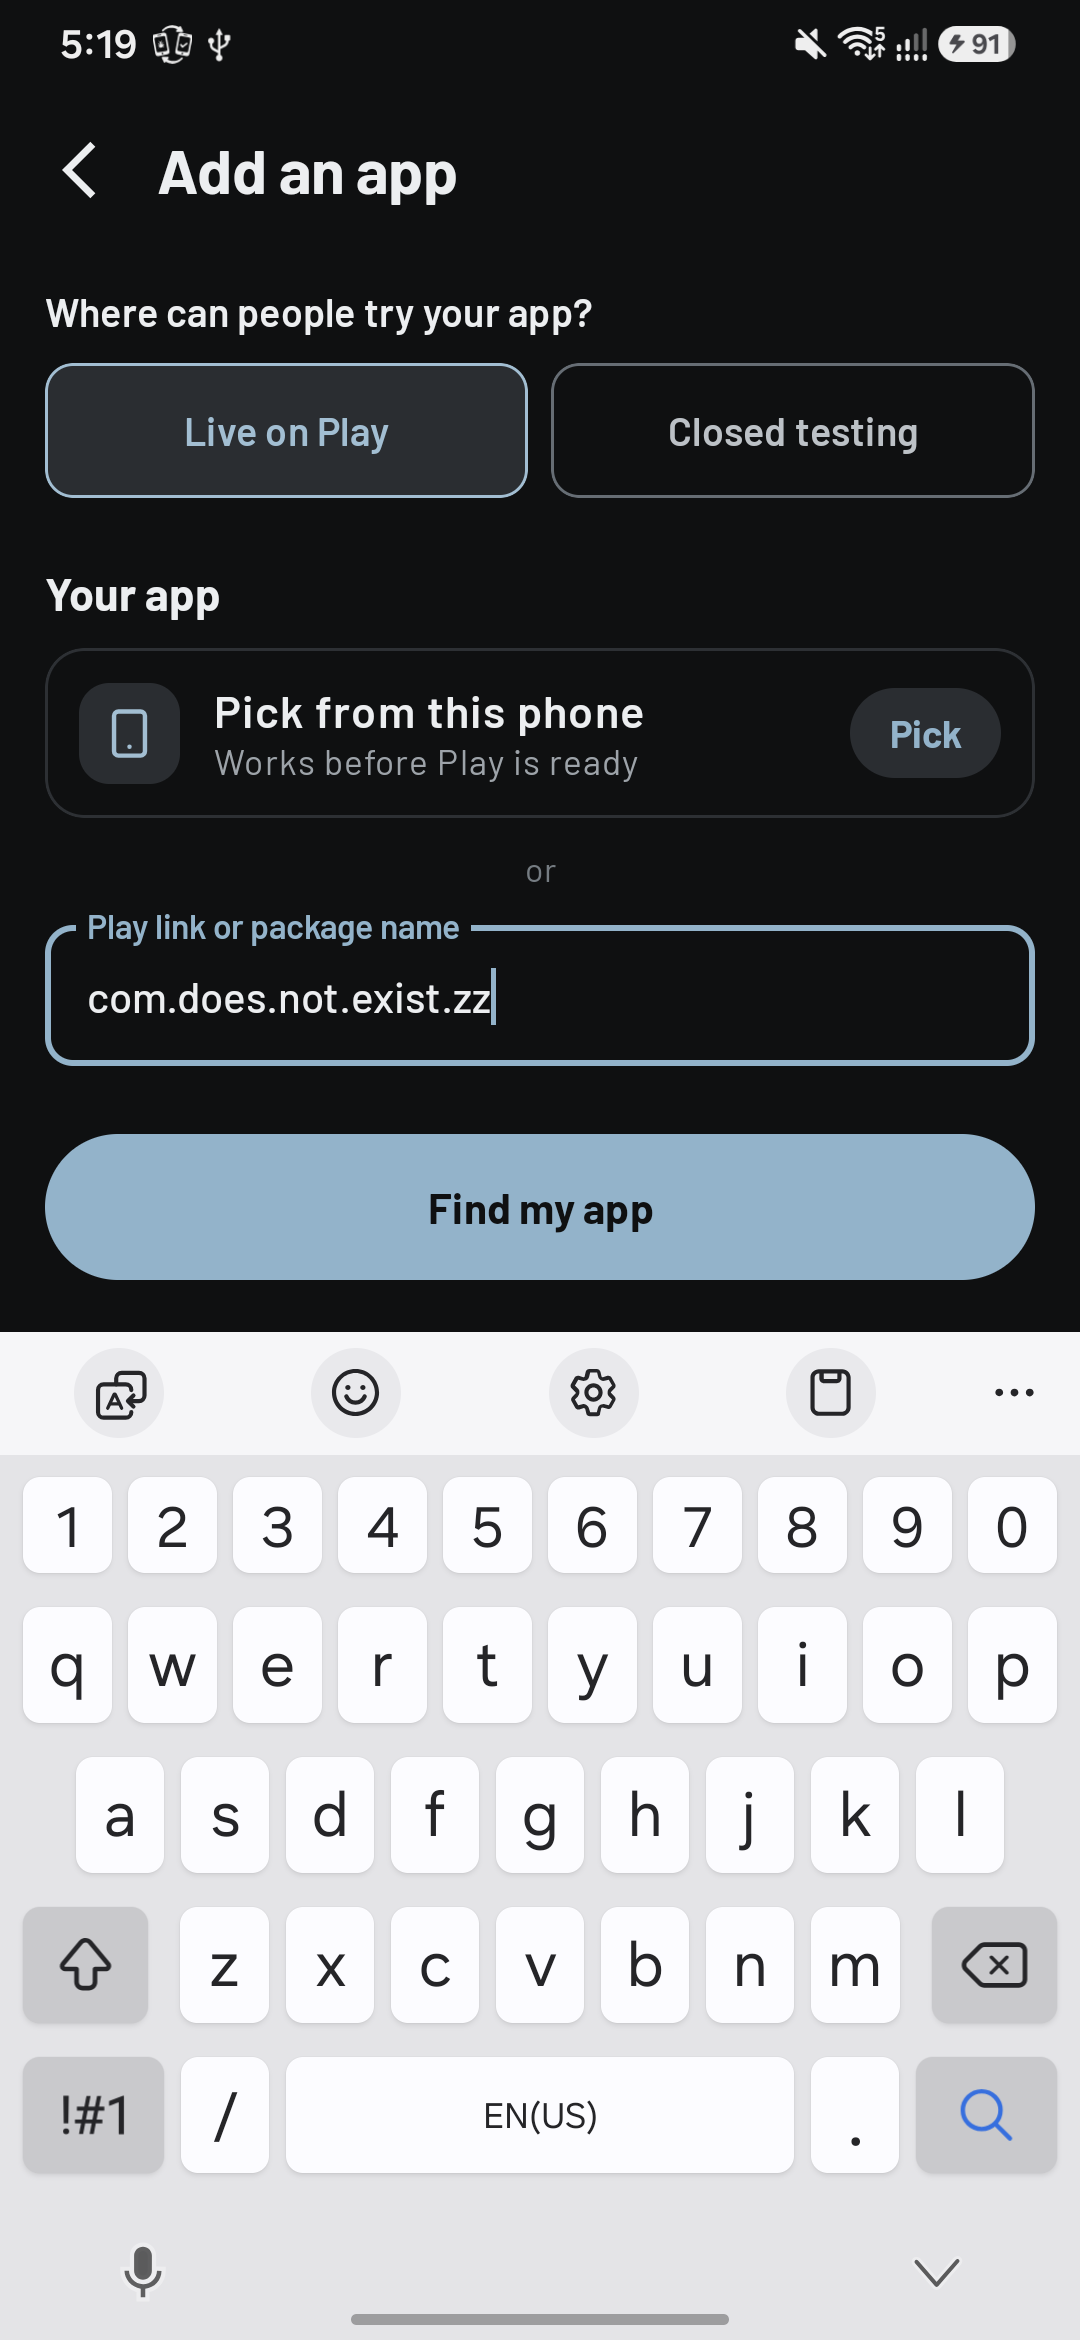 5:19
5
91
Add an app
Where can people try your app?
Live on Play
Closed testing
Your app
Pick from this phone
Works before Play is ready
Pick
or
Play link or package name
com.does.not.exist.zz
Find my app
1 2 3 4 5 6 7 8 9 0
q w e r t y u i o p
a s d f g h j k l
z x c v b n m
!#1 / EN(US) .